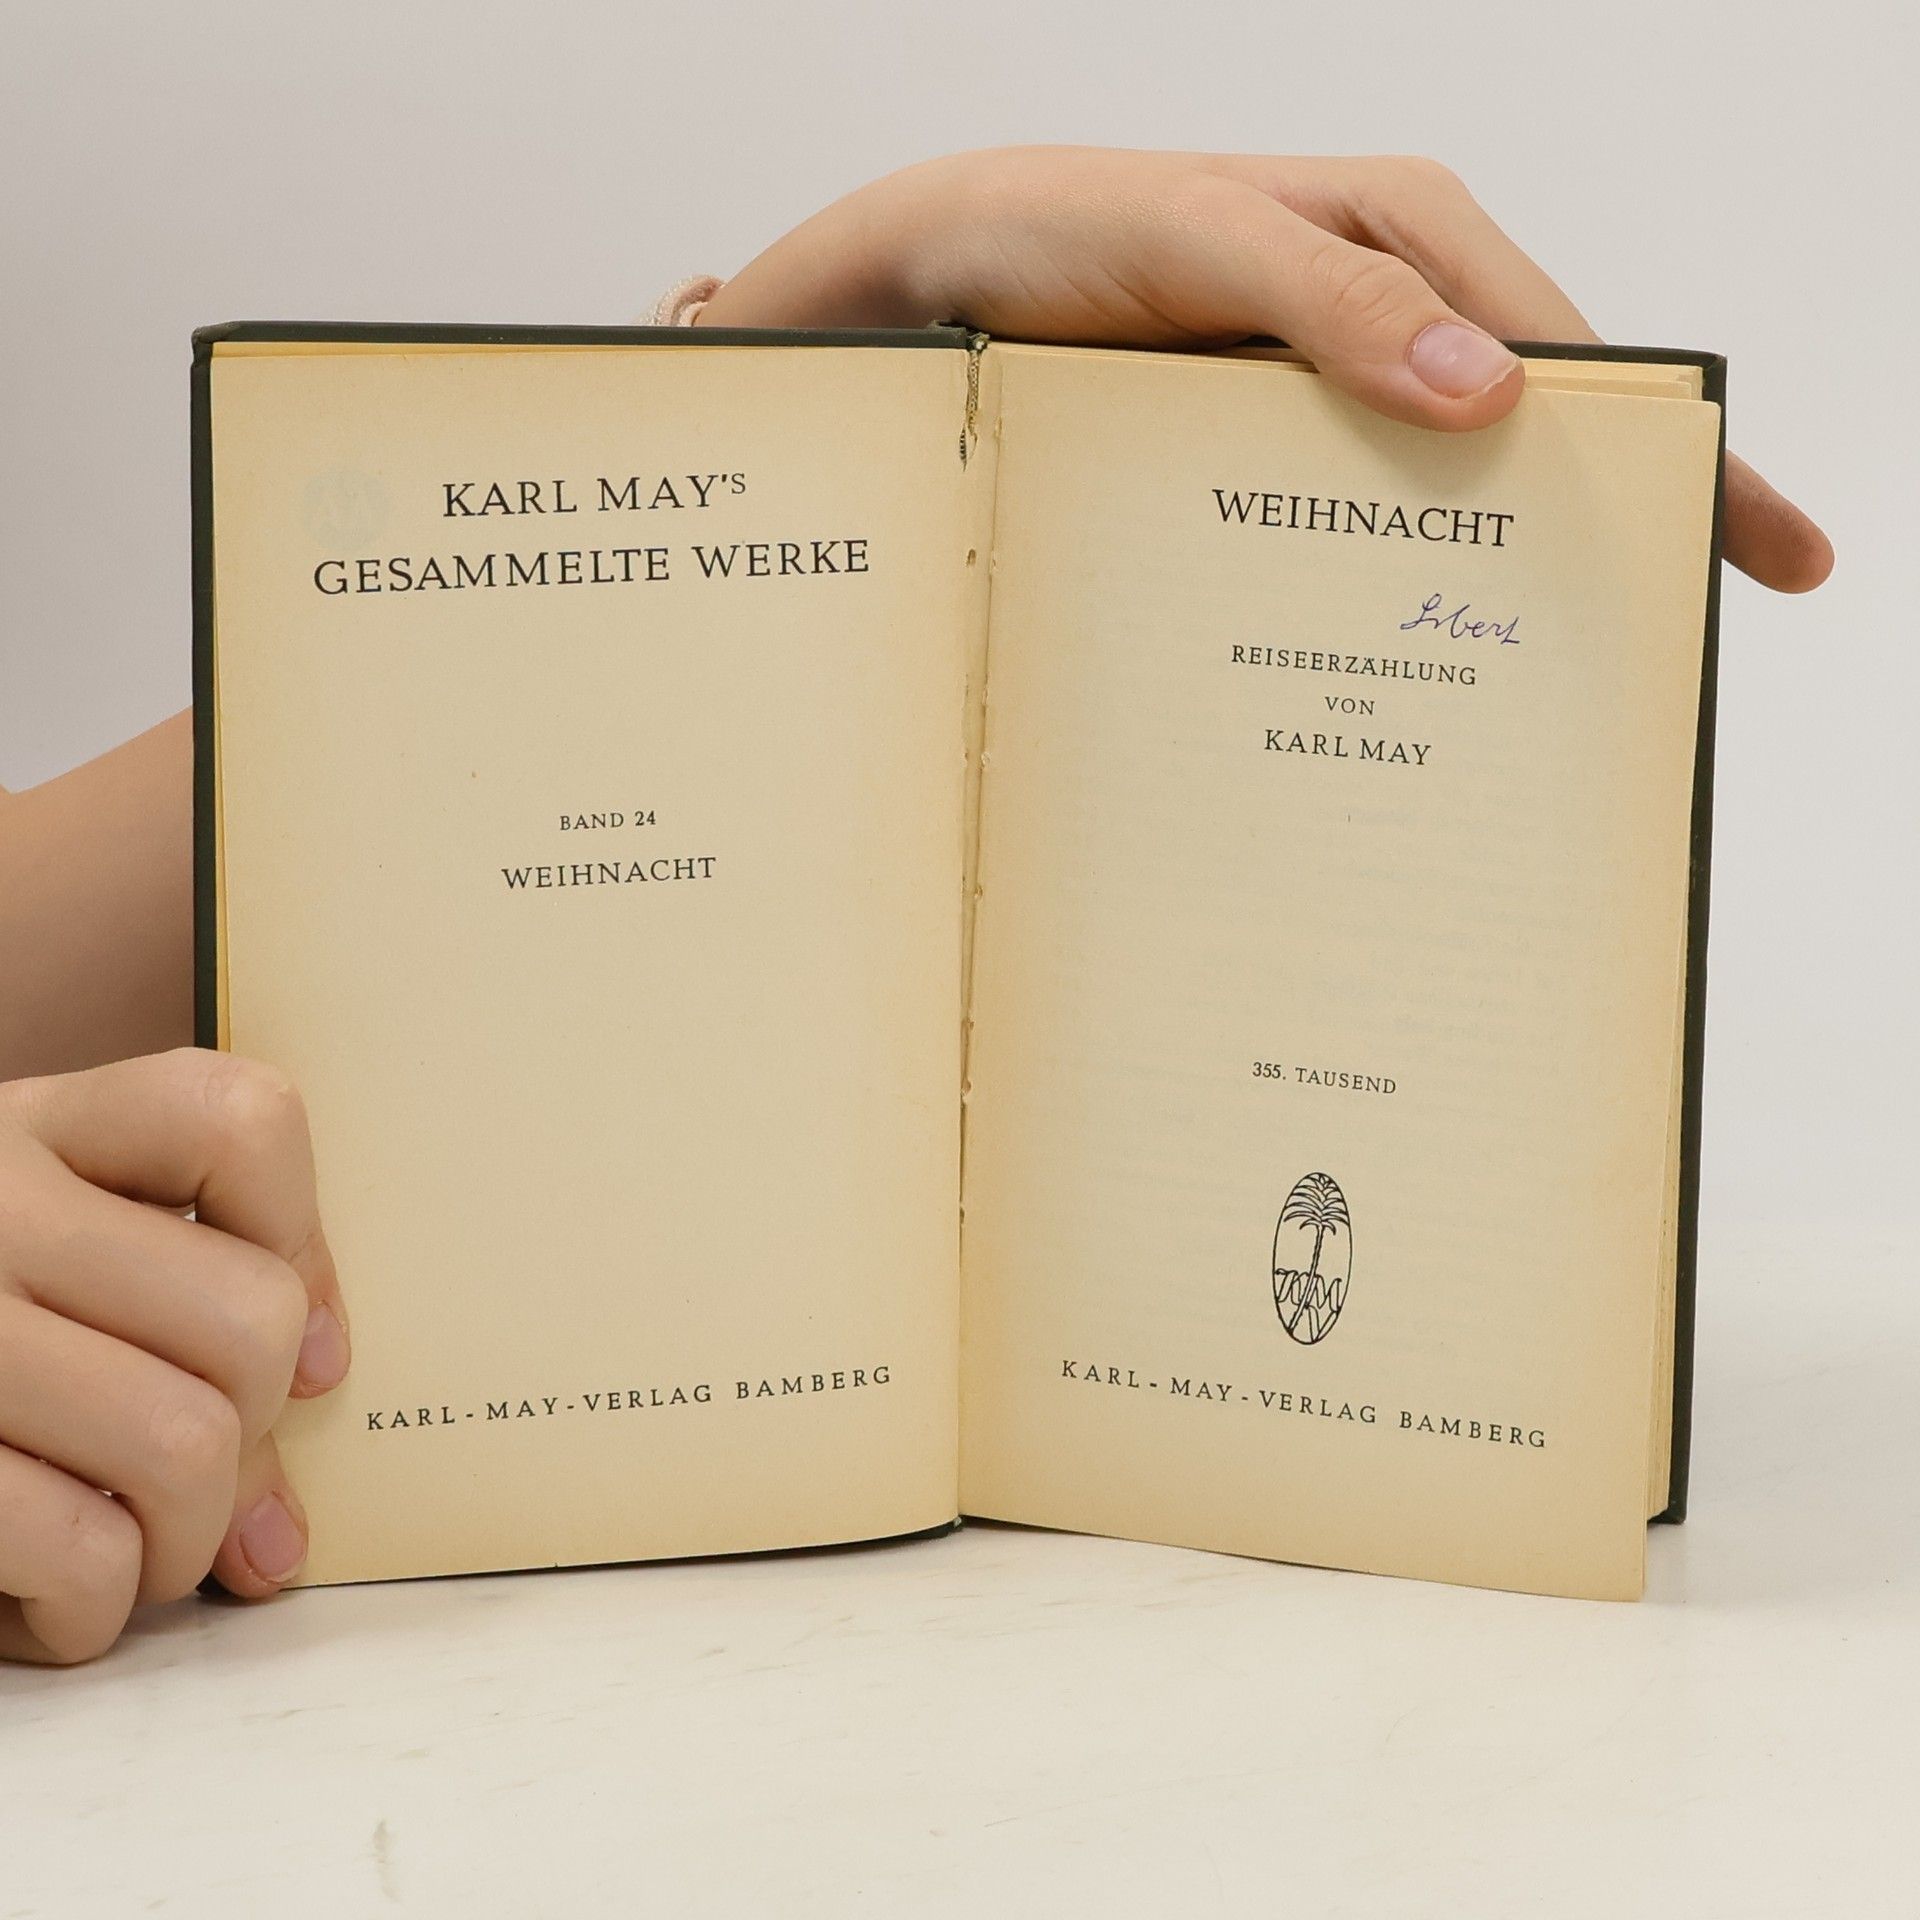 KARL MAY'S
GESAMMELTE WERKE
BAND 24
WEIHNACHT
KARL-MAY-VERLAG BAMBERG
WEIHNACHT
REISEERZÄHLUNG
VON
KARL MAY
355. TAUSEND
KMV
KARL-MAY-VERLAG BAMBERG